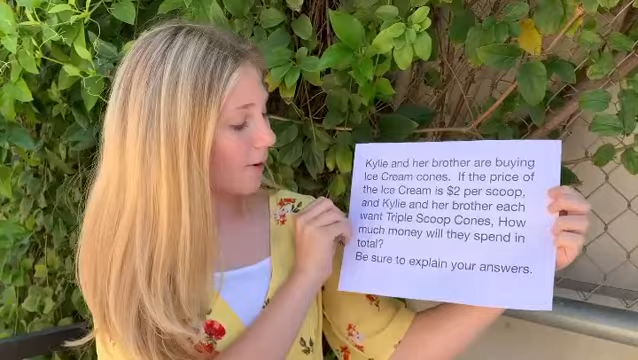 Kylie and her brother are buying
Ice Cream cones. If the price of
the Ice Cream is $2 per scoop,
and Kylie and her brother each
want Triple Scoop Cones, How
much money will they spend in
total?
Be sure to explain your answers.